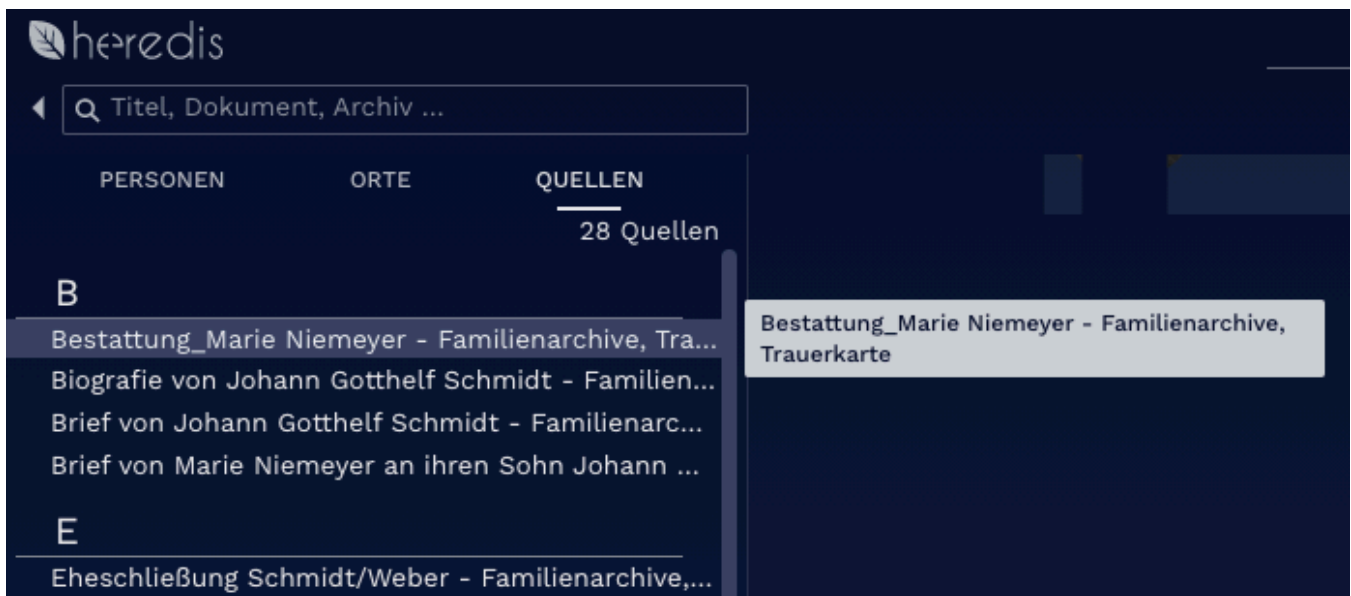 heredis
Titel, Dokument, Archiv ...
PERSONEN ORTE QUELLEN
28 Quellen
B
Bestattung_Marie Niemeyer - Familienarchive, Tra...
Bestattung_Marie Niemeyer - Familienarchive,
Trauerkarte
Biografie von Johann Gotthelf Schmidt - Familien...
Brief von Johann Gotthelf Schmidt - Familienarc...
Brief von Marie Niemeyer an ihren Sohn Johann ...
E
Eheschließung Schmidt/Weber - Familienarchive,...